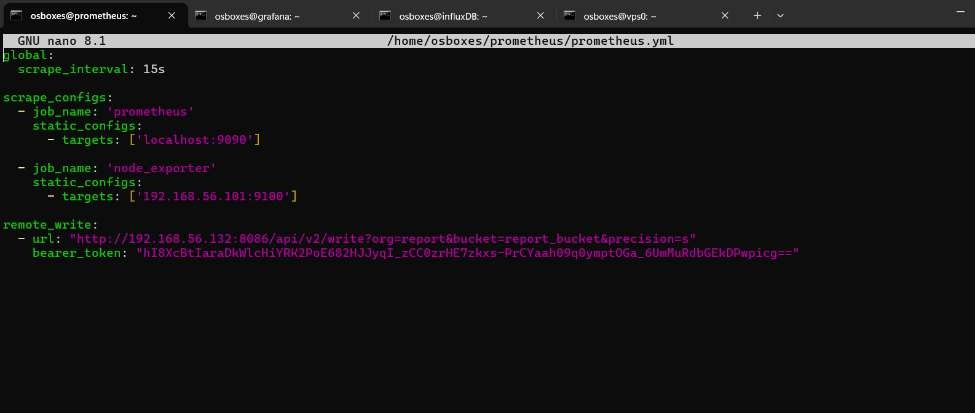 osboxes@prometheus: ~
osboxes@grafana: ~
osboxes@influxDB: ~
osboxes@vps0: ~
GNU nano 8.1 /home/osboxes/prometheus/prometheus.yml
global:
  scrape_interval: 15s
scrape_configs:
  - job_name: 'prometheus'
    static_configs:
      - targets: ['localhost:9090']
  - job_name: 'node_exporter'
    static_configs:
      - targets: ['192.168.56.101:9100']
remote_write:
  - url: "http://192.168.56.132:8086/api/v2/write?org=report&bucket=report_bucket&precision=s"
    bearer_token: "hI8XcBtIaraDkWlcHiYRK2PoE682HJJyqI_zCC0zrHE7zkxs-PrCYaah09q0ymptOGa_6UmMuRdbGEkDPwpicg=="